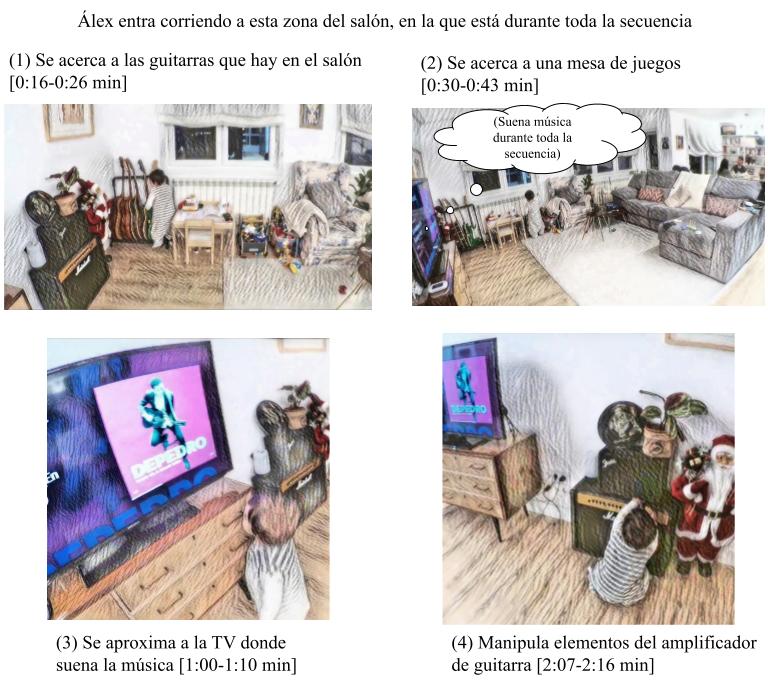 Álex entra corriendo a esta zona del salón, en la que está durante toda la secuencia
(1) Se acerca a las guitarras que hay en el salón
[0:16-0:26 min]
(2) Se acerca a una mesa de juegos
[0:30-0:43 min]
(Suena música
durante toda la
secuencia)
DEPEDRO
En
DEPEDRO
DEPEDRO
(3) Se aproxima a la TV donde
suena la música [1:00-1:10 min]
(4) Manipula elementos del amplificador
de guitarra [2:07-2:16 min]